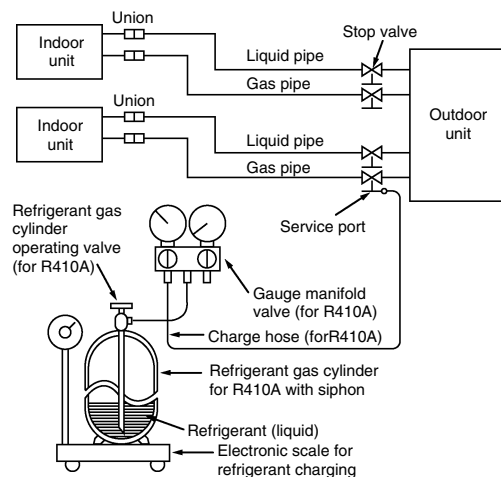 Union
Indoor
unit
Liquid pipe
Gas pipe
Stop valve
Union
Indoor
unit
Liquid pipe
Gas pipe
Outdoor
unit
Service port
Refrigerant gas
cylinder
operating valve
(for R410A)
Gauge manifold
valve (for R410A)
Charge hose (forR410A)
Refrigerant gas cylinder
for R410A with siphon
Refrigerant (liquid)
Electronic scale for
refrigerant charging